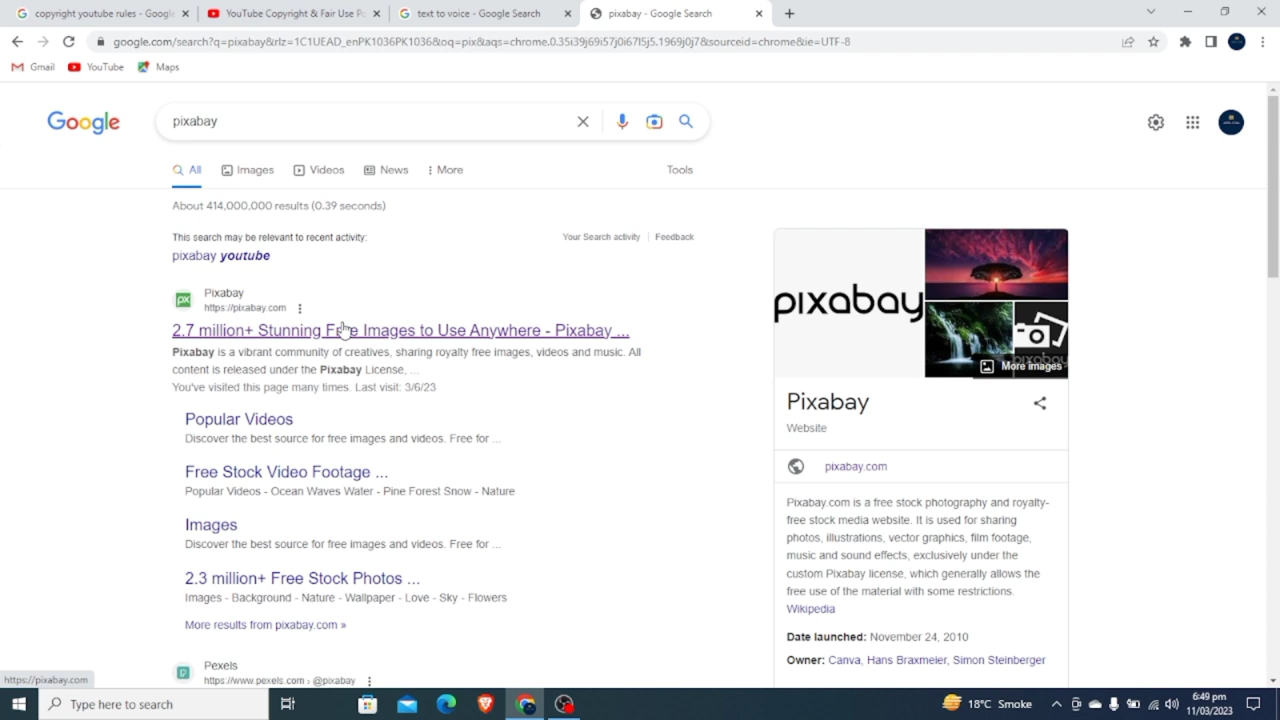 copyright youtube rules - Google
YouTube Copyright & Fair Use Po
text to voice - Google Search
pixabay - Google Search
google.com/search?q=pixabay&rlz=1C1UEAD_enPK1036PK1036&oq=pix&aqs=chrome.0.35i39j69i57j0i67l5j5.1969j0j7&sourceid=chrome&ie=UTF-8
Gmail
YouTube
Maps
Google
pixabay
All
Images
Videos
News
More
Tools
About 414,000,000 results (0.39 seconds)
This search may be relevant to recent activity:
Your Search activity
Feedback
pixabay youtube
px
Pixabay
https://pixabay.com
2.7 million+ Stunning Free Images to Use Anywhere - Pixabay ...
Pixabay is a vibrant community of creatives, sharing royalty free images, videos and music. All
content is released under the Pixabay License, ...
You've visited this page many times. Last visit: 3/6/23
Popular Videos
Discover the best source for free images and videos. Free for ...
Free Stock Video Footage ...
Popular Videos - Ocean Waves Water - Pine Forest Snow - Nature
Images
Discover the best source for free images and videos. Free for ...
2.3 million+ Free Stock Photos ...
Images - Background - Nature - Wallpaper - Love - Sky - Flowers
More results from pixabay.com »
Pexels
https://www.pexels.com › @pixabay
pixabay
pixabay
More images
Pixabay
Website
pixabay.com
Pixabay.com is a free stock photography and royalty-
free stock media website. It is used for sharing
photos, illustrations, vector graphics, film footage,
music and sound effects, exclusively under the
custom Pixabay license, which generally allows the
free use of the material with some restrictions.
Wikipedia
Date launched: November 24, 2010
Owner: Canva, Hans Braxmeier, Simon Steinberger
https://pixabay.com
Type here to search
18°C Smoke
6:49 pm
11/03/2023